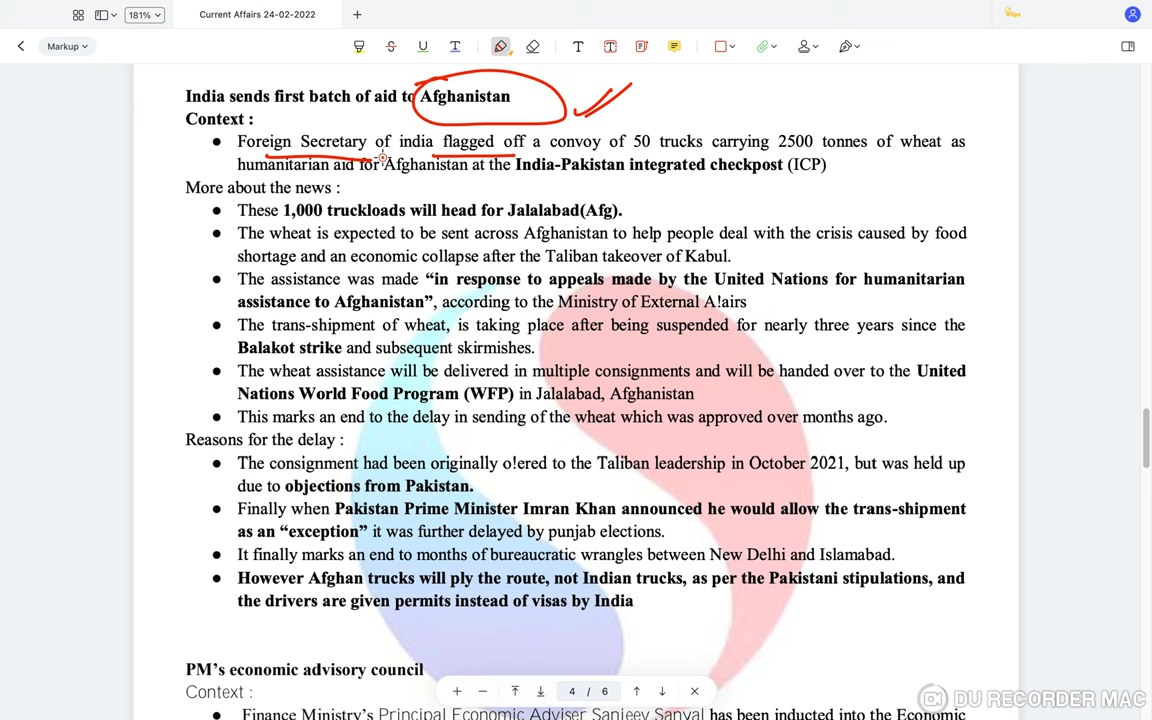 181%
Current Affairs 24-02-2022
Markup
India sends first batch of aid to Afghanistan
Context :
● Foreign Secretary of india flagged off a convoy of 50 trucks carrying 2500 tonnes of wheat as
humanitarian aid for Afghanistan at the India-Pakistan integrated checkpost (ICP)
More about the news :
● These 1,000 truckloads will head for Jalalabad(Afg).
● The wheat is expected to be sent across Afghanistan to help people deal with the crisis caused by food
shortage and an economic collapse after the Taliban takeover of Kabul.
● The assistance was made “in response to appeals made by the United Nations for humanitarian
assistance to Afghanistan”, according to the Ministry of External A!airs
● The trans-shipment of wheat, is taking place after being suspended for nearly three years since the
Balakot strike and subsequent skirmishes.
● The wheat assistance will be delivered in multiple consignments and will be handed over to the United
Nations World Food Program (WFP) in Jalalabad, Afghanistan
● This marks an end to the delay in sending of the wheat which was approved over months ago.
Reasons for the delay :
● The consignment had been originally o!ered to the Taliban leadership in October 2021, but was held up
due to objections from Pakistan.
● Finally when Pakistan Prime Minister Imran Khan announced he would allow the trans-shipment
as an “exception” it was further delayed by punjab elections.
● It finally marks an end to months of bureaucratic wrangles between New Delhi and Islamabad.
● However Afghan trucks will ply the route, not Indian trucks, as per the Pakistani stipulations, and
the drivers are given permits instead of visas by India
PM’s economic advisory council
Context :
4 / 6
● Finance Ministry’s Principal Economic Adviser Sanjeev Sanyal has been inducted into the Economic
DU RECORDER MAC